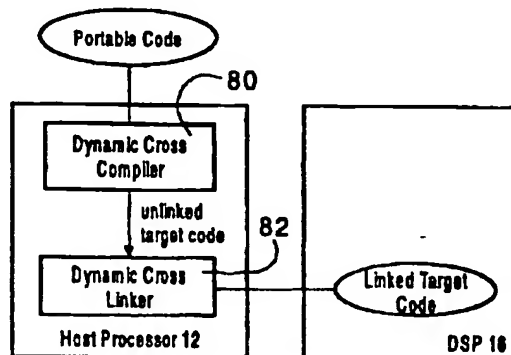 Portable Code
80
Dynamic Cross
Compiler
unlinked
target code
82
Dynamic Cross
Linker
Linked Target
Code
Host Processor 12
DSP 16